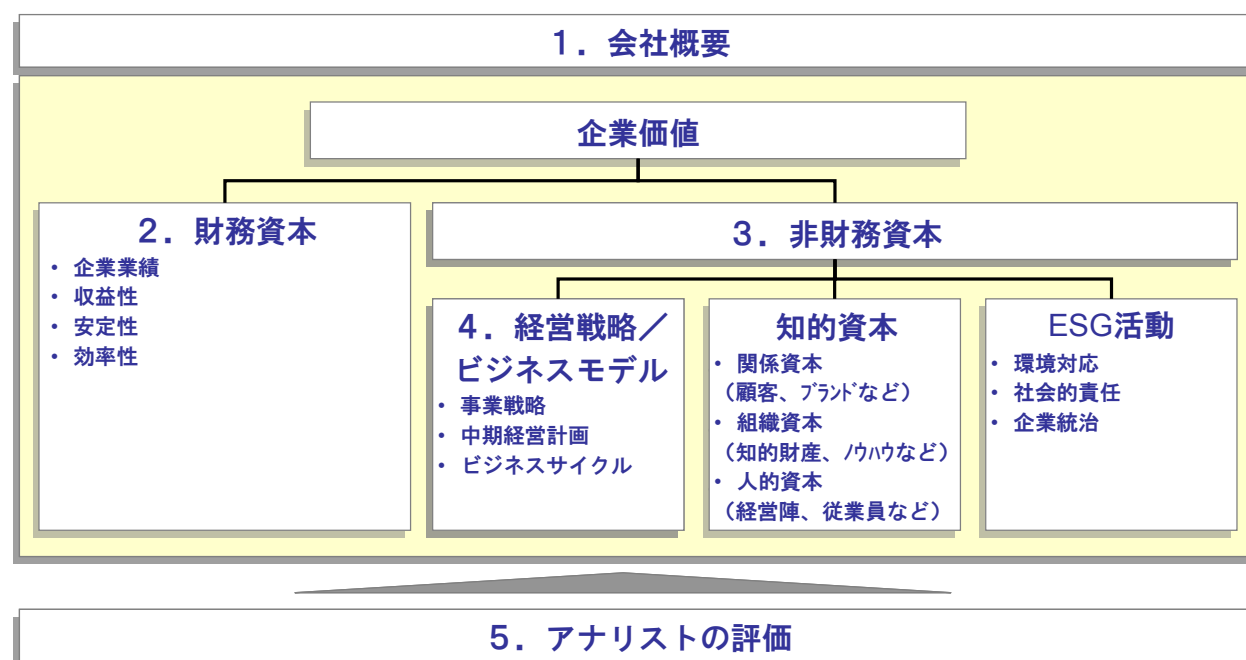 １．会社概要
企業価値
２．財務資本
• 企業業績
• 収益性
• 安定性
• 効率性
３．非財務資本
４．経営戦略／
ビジネスモデル
• 事業戦略
• 中期経営計画
• ビジネスサイクル
知的資本
• 関係資本
（顧客、ﾌﾞﾗﾝﾄﾞなど）
• 組織資本
（知的財産、ﾉｳﾊｳなど）
• 人的資本
（経営陣、従業員など）
ESG活動
• 環境対応
• 社会的責任
• 企業統治
５．アナリストの評価